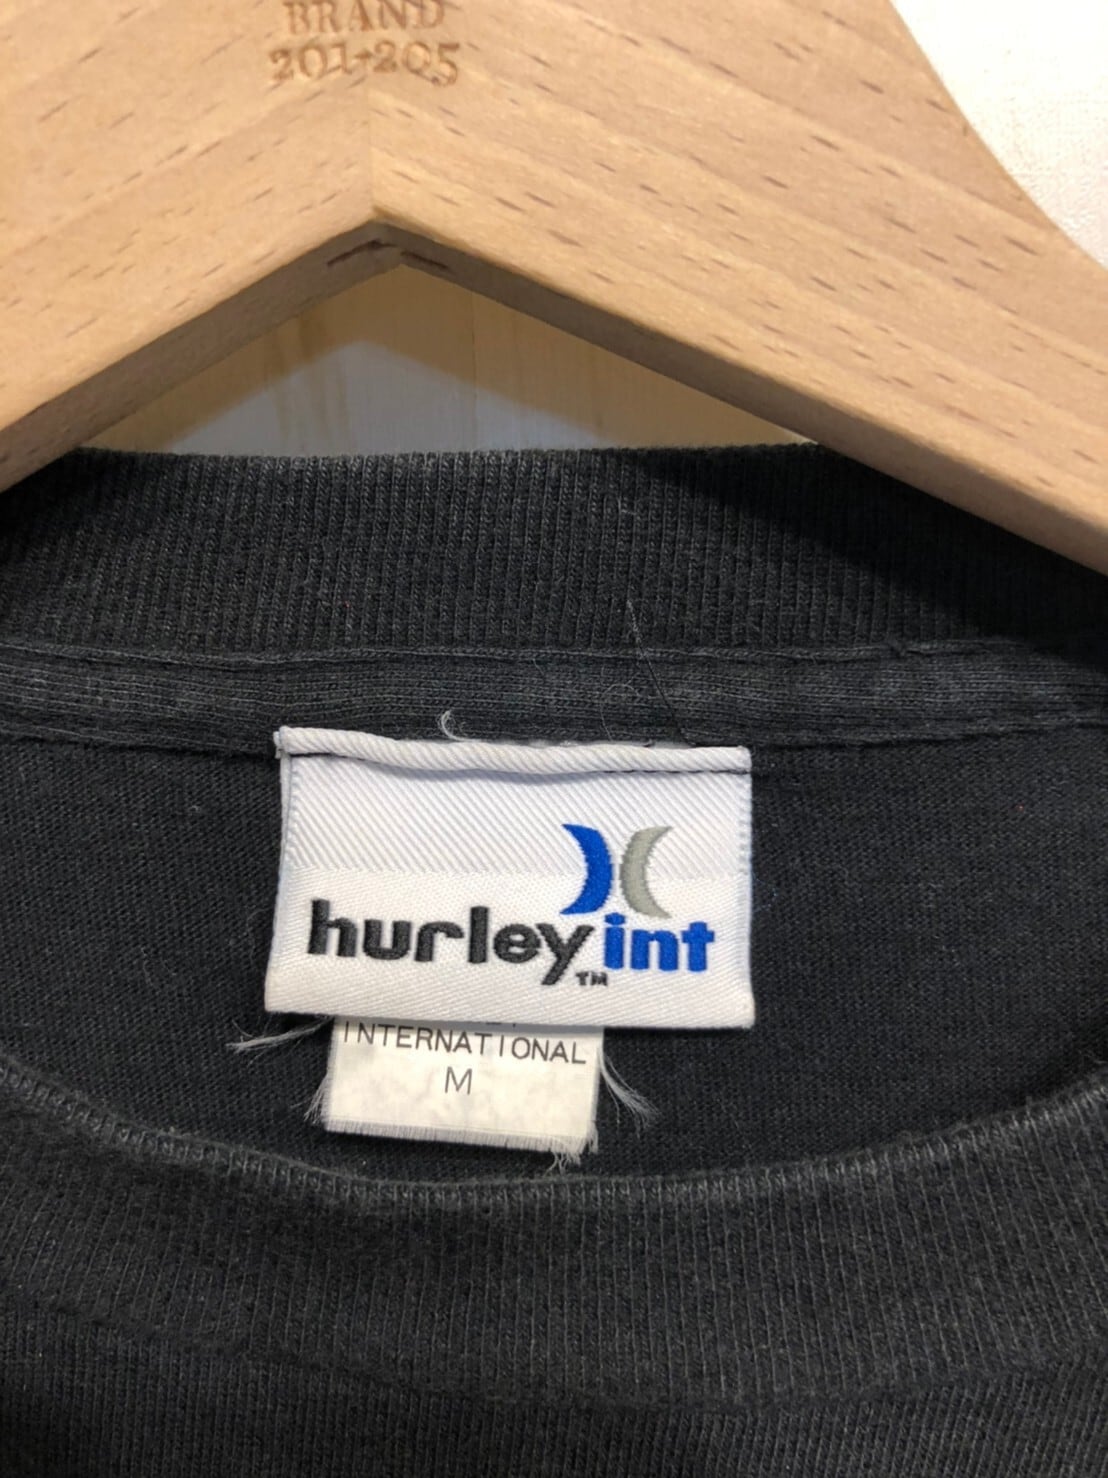 BRAND
201-205
hurley int
TM
INTERNATIONAL
M